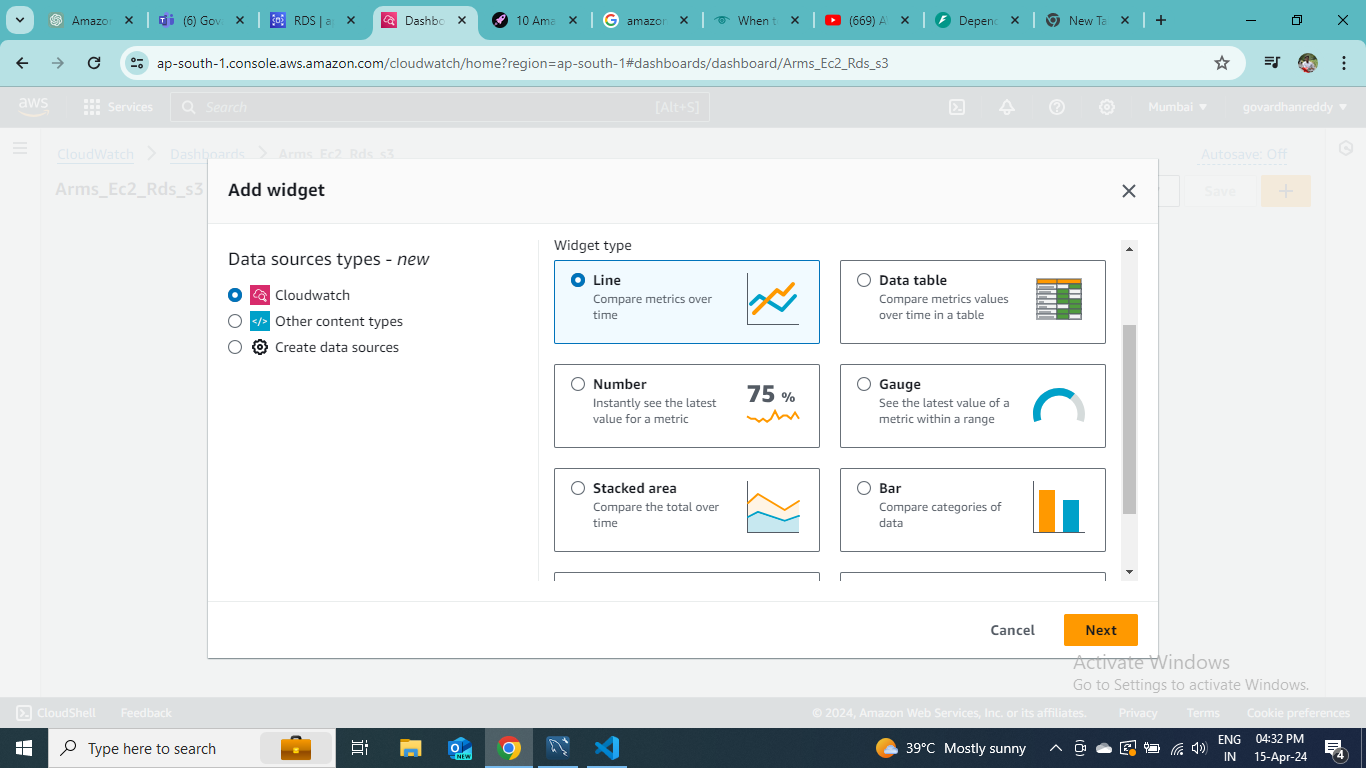 Amazon
(6) Gov
RDS | ap
Dashbo
10 Ama
amazon
When t
(669) A
Depend
New Ta
ap-south-1.console.aws.amazon.com/cloudwatch/home?region=ap-south-1#dashboards/dashboard/Arms_Ec2_Rds_s3
aws
Services
Search
[Alt+S]
Mumbai
govardhanreddy
CloudWatch
Dashboards
Arms_Ec2_Rds_s3
Autosave: Off
Arms_Ec2_Rds_s3
Save
Add widget
Data sources types - new
Cloudwatch
Other content types
Create data sources
Widget type
Line
Compare metrics over
time
Data table
Compare metrics values
over time in a table
Number
Instantly see the latest
value for a metric
75 %
Gauge
See the latest value of a
metric within a range
Stacked area
Compare the total over
time
Bar
Compare categories of
data
Cancel
Next
Activate Windows
Go to Settings to activate Windows.
CloudShell
Feedback
© 2024, Amazon Web Services, Inc. or its affiliates.
Privacy
Terms
Cookie preferences
Type here to search
NEW
39°C Mostly sunny
ENG
IN
04:32 PM
15-Apr-24
4